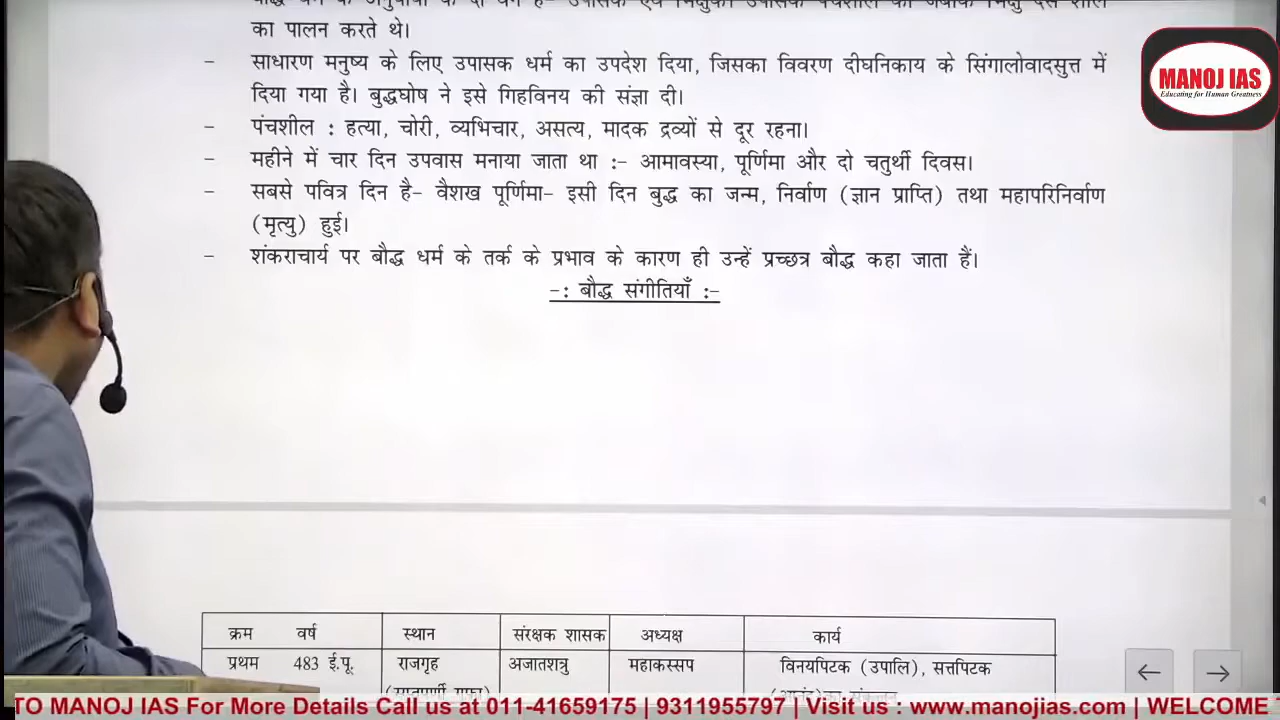 का पालन करते थे।
- साधारण मनुष्य के लिए उपासक धर्म का उपदेश दिया, जिसका विवरण दीघनिकाय के सिंगालोवादसुत्त में
दिया गया है। बुद्धघोष ने इसे गिहविनय की संज्ञा दी।
- पंचशील : हत्या, चोरी, व्यभिचार, असत्य, मादक द्रव्यों से दूर रहना।
- महीने में चार दिन उपवास मनाया जाता था :- आमावस्या, पूर्णिमा और दो चतुर्थी दिवस।
- सबसे पवित्र दिन है- वैशख पूर्णिमा- इसी दिन बुद्ध का जन्म, निर्वाण (ज्ञान प्राप्ति) तथा महापरिनिर्वाण
(मृत्यु) हुई।
- शंकराचार्य पर बौद्ध धर्म के तर्क के प्रभाव के कारण ही उन्हें प्रच्छत्र बौद्ध कहा जाता हैं।
-: बौद्ध संगीतियाँ :-
क्रम वर्ष स्थान संरक्षक शासक अध्यक्ष कार्य
प्रथम 483 ई.पू. राजगृह अजातशत्रु महाकस्सप विनयपिटक (उपालि), सत्तपिटक
MANOJ IAS
Educating for Human Greatness
TO MANOJ IAS For More Details Call us at 011-41659175 | 9311955797 | Visit us : www.manojias.com | WELCOME